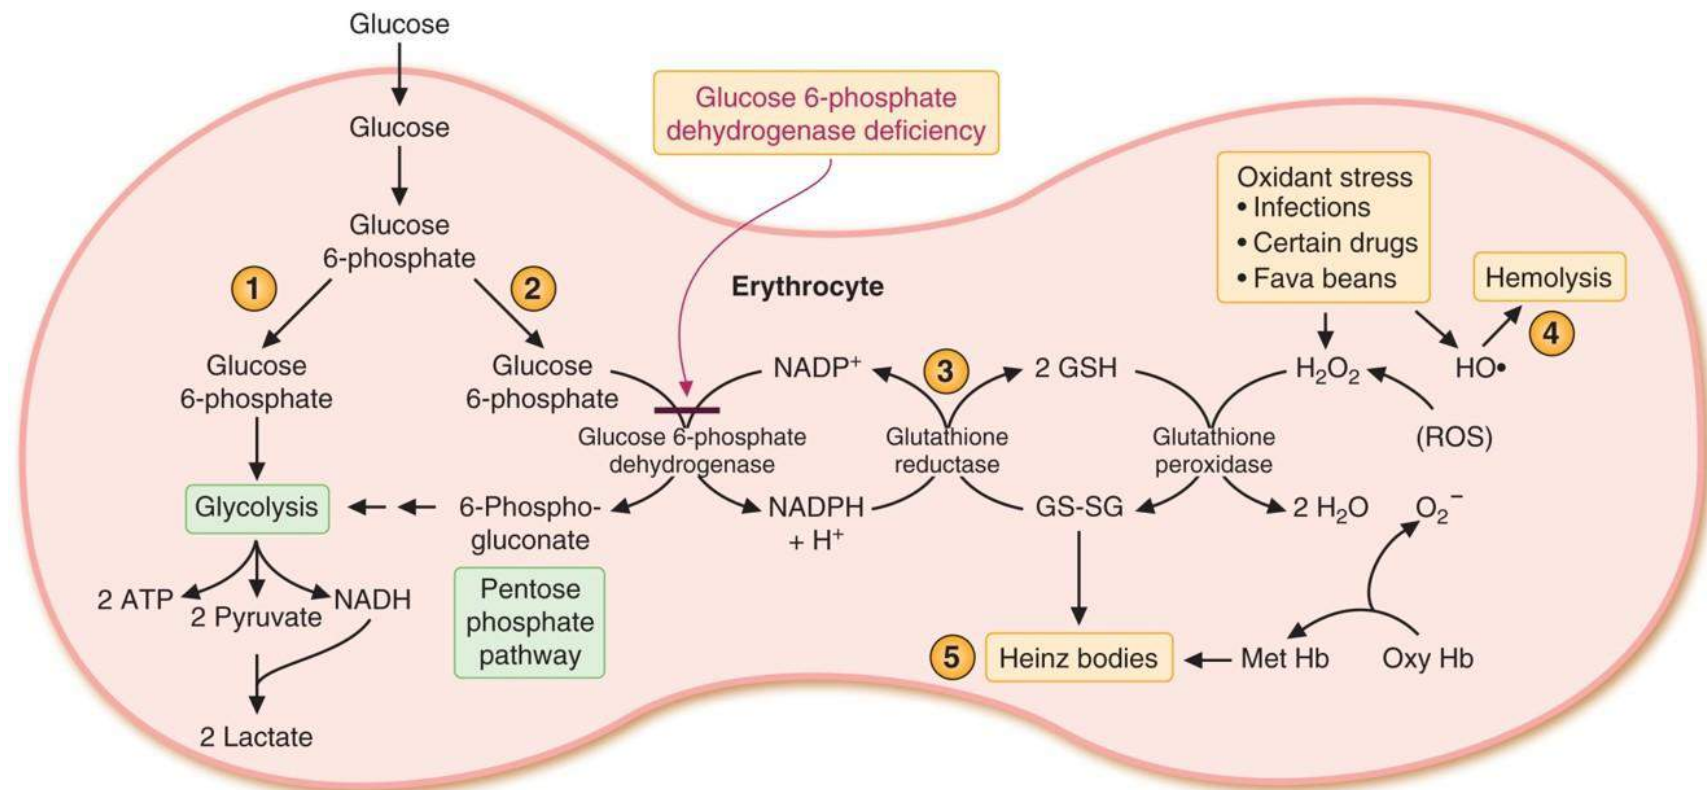 Glucose
Glucose
Glucose
6-phosphate
1
2
Glucose
6-phosphate
Glucose
6-phosphate
Glycolysis
2 ATP
2 Pyruvate
NADH
2 Lactate
Glucose 6-phosphate
dehydrogenase deficiency
Erythrocyte
NADP⁺
Glucose 6-phosphate
dehydrogenase
6-Phospho-
gluconate
NADPH
+ H⁺
Pentose
phosphate
pathway
3
Glutathione
reductase
2 GSH
GS-SG
Glutathione
peroxidase
Oxidant stress
• Infections
• Certain drugs
• Fava beans
Hemolysis
4
H₂O₂
HO•
(ROS)
2 H₂O
O₂⁻
5
Heinz bodies
Met Hb
Oxy Hb